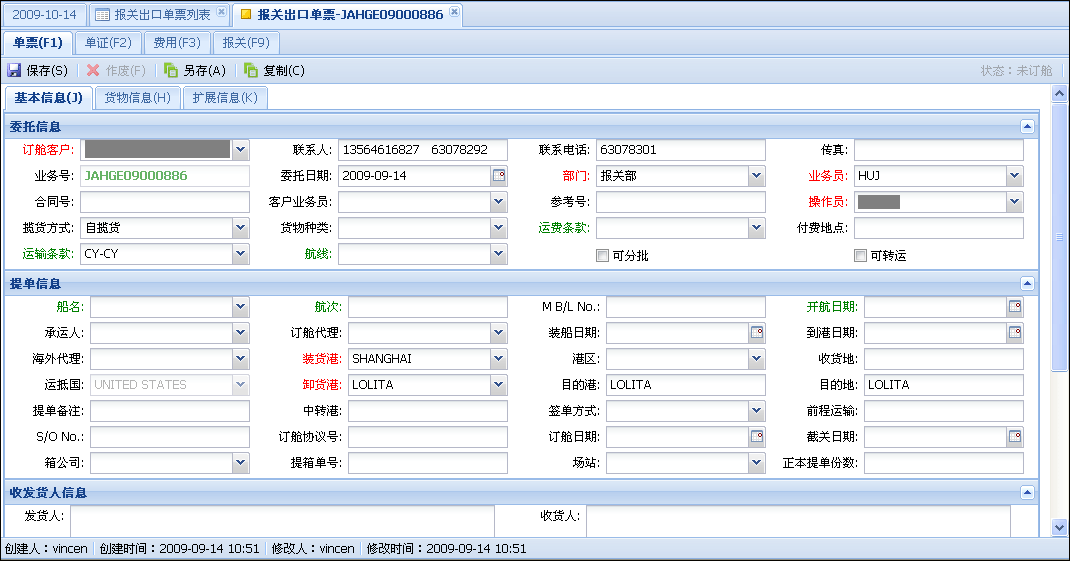 2009-10-14 报关出口单票列表 报关出口单票-JAHGE09000886
单票(F1) 单证(F2) 费用(F3) 报关(F9)
保存(S) 作废(F) 另存(A) 复制(C) 状态：未订舱
基本信息(J) 货物信息(H) 扩展信息(K)
委托信息
订舱客户: 联系人: 13564616827 63078292 联系电话: 63078301 传真:
业务号: JAHGE09000886 委托日期: 2009-09-14 部门: 报关部 业务员: HUJ
合同号: 客户业务员: 参考号: 操作员:
揽货方式: 自揽货 货物种类: 运费条款: 付费地点:
运输条款: CY-CY 航线: 可分批 可转运
提单信息
船名: 航次: M B/L No.: 开航日期:
承运人: 订舱代理: 装船日期: 到港日期:
海外代理: 装货港: SHANGHAI 港区: 收货地:
运抵国: UNITED STATES 卸货港: LOLITA 目的港: LOLITA 目的地: LOLITA
提单备注: 中转港: 签单方式: 前程运输:
S/O No.: 订舱协议号: 订舱日期: 截关日期:
箱公司: 提箱单号: 场站: 正本提单份数:
收发货人信息
发货人: 收货人:
创建人：vincen 创建时间：2009-09-14 10:51 修改人：vincen 修改时间：2009-09-14 10:51